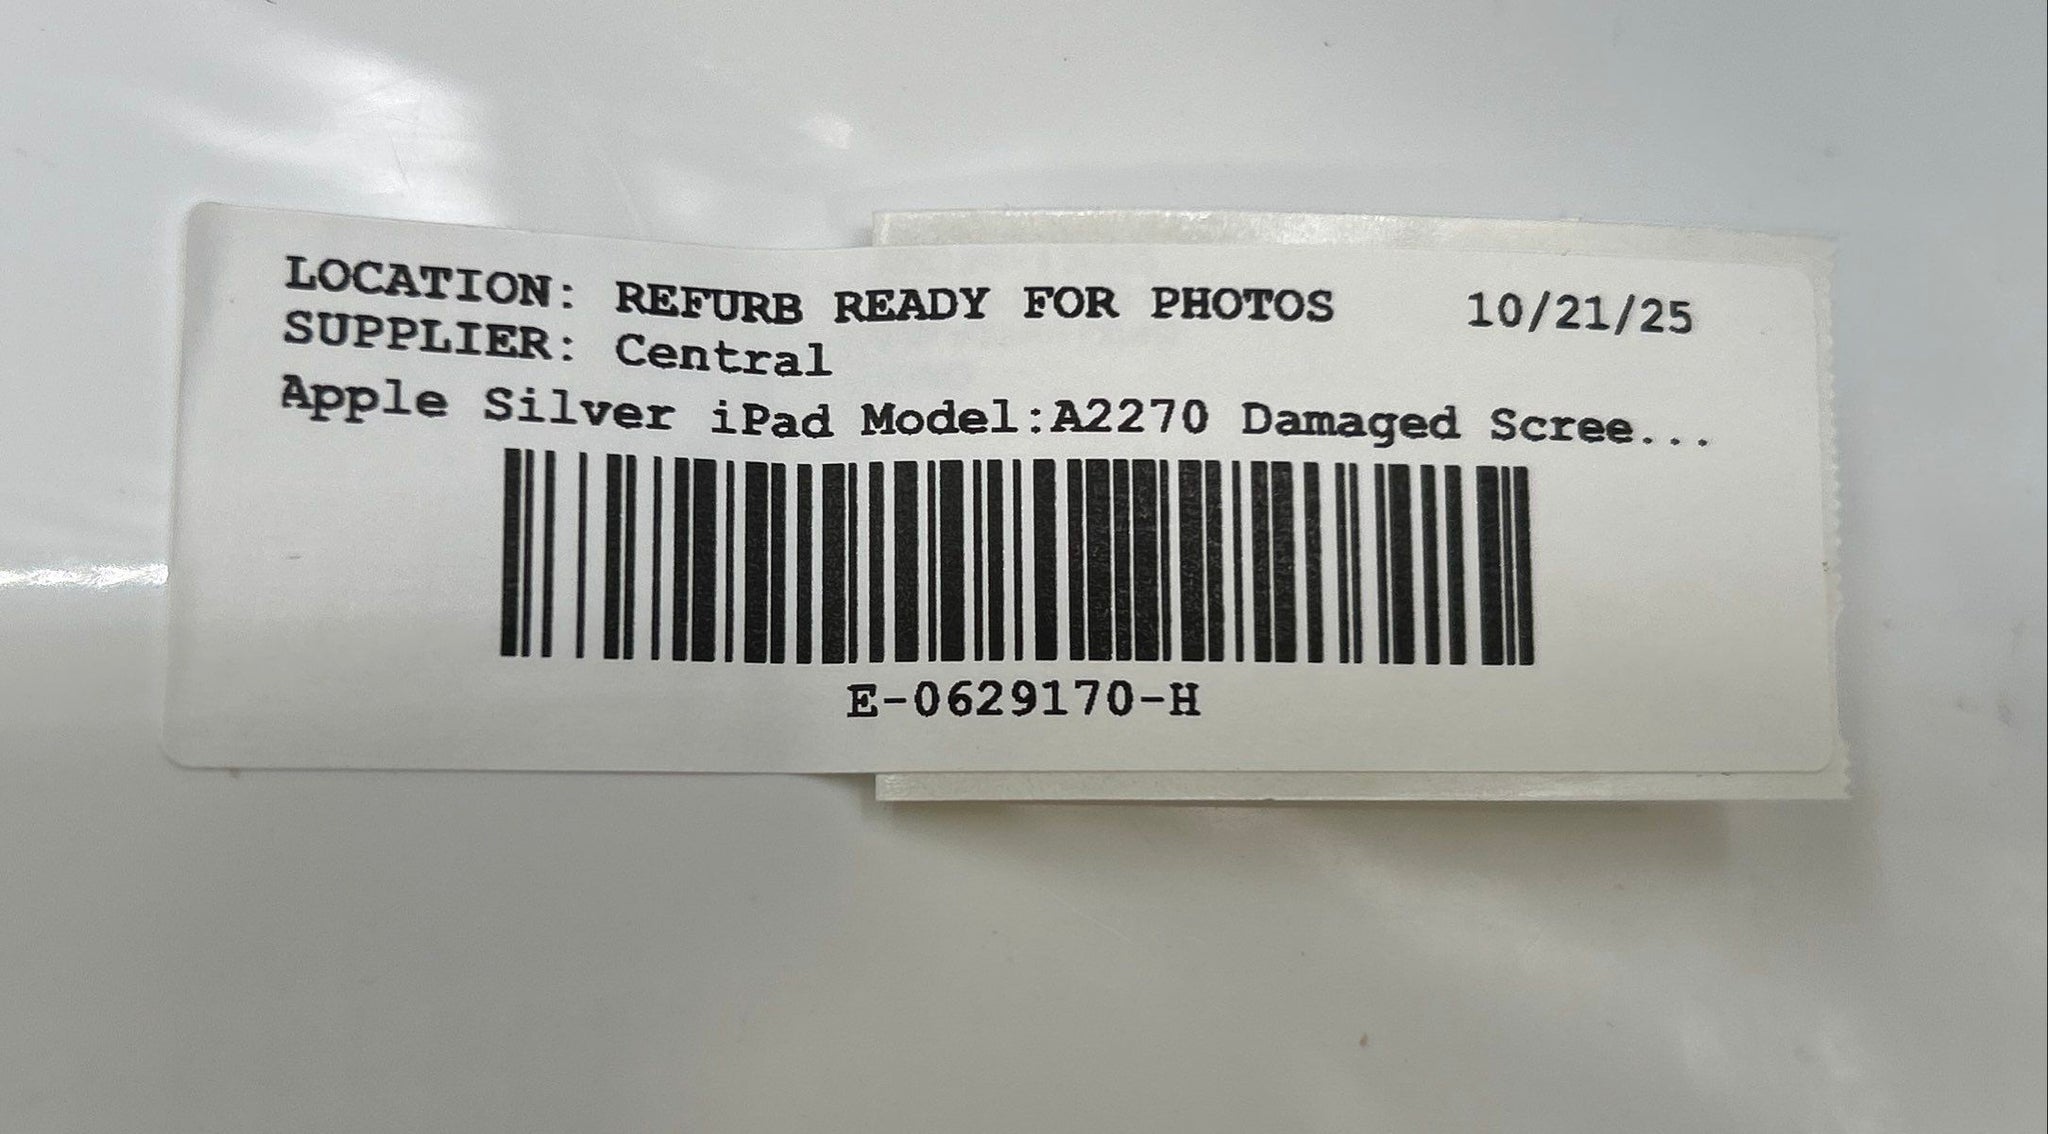 LOCATION: REFURB READY FOR PHOTOS 10/21/25
SUPPLIER: Central
Apple Silver iPad Model:A2270 Damaged Scree...
E-0629170-H